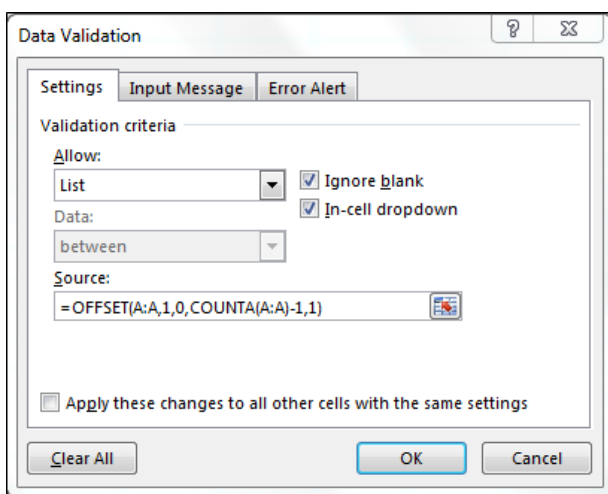 Data Validation
Settings Input Message Error Alert
Validation criteria
Allow:
List
Ignore blank
Data:
In-cell dropdown
between
Source:
=OFFSET(A:A,1,0,COUNTA(A:A)-1,1)
Apply these changes to all other cells with the same settings
Clear All OK Cancel